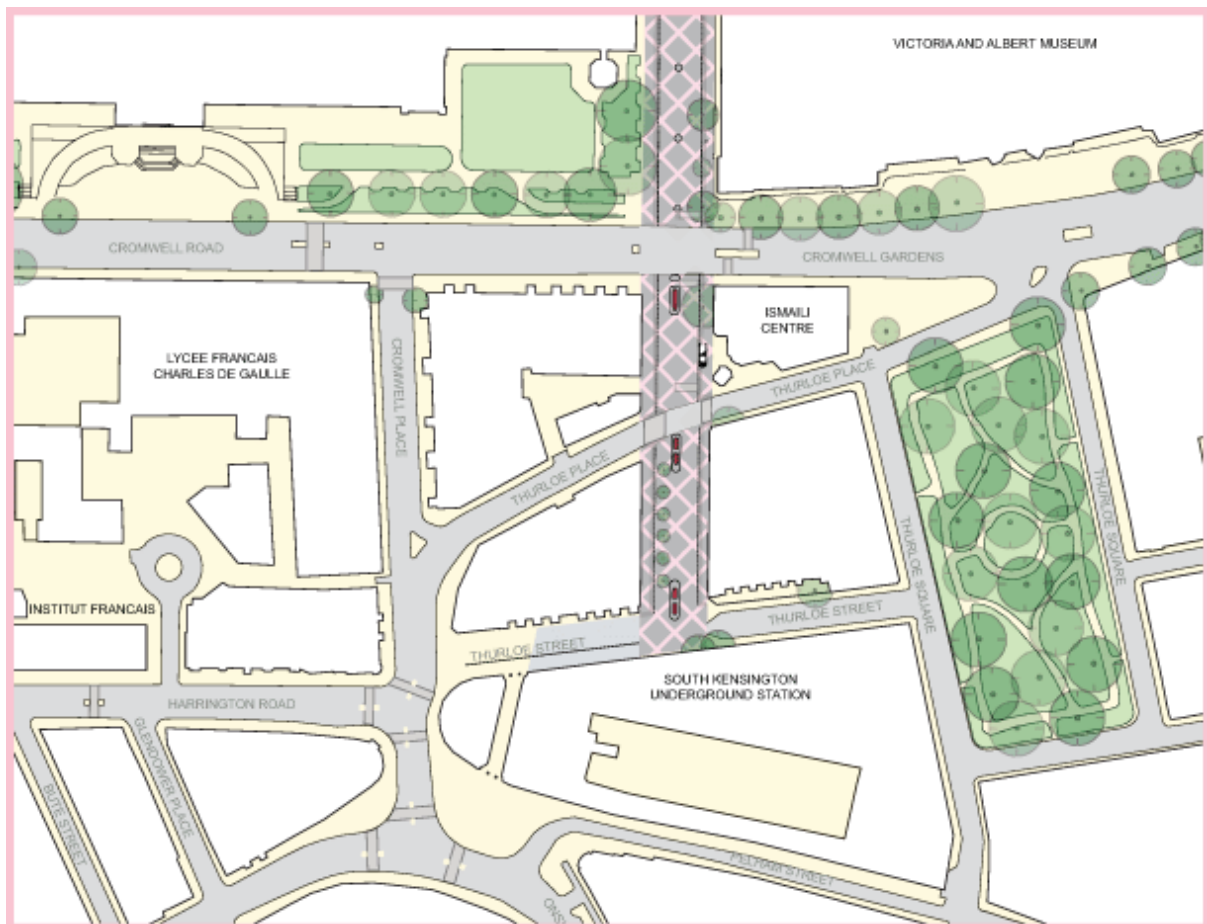 VICTORIA AND ALBERT MUSEUM
CROMWELL ROAD
CROMWELL GARDENS
ISMAILI
CENTRE
LYCEE FRANCAIS
CHARLES DE GAULLE
CROMWELL PLACE
THURLOE PLACE
THURLOE PLACE
THURLOE SQUARE
THURLOE SQUARE
INSTITUT FRANCAIS
THURLOE STREET
THURLOE STREET
SOUTH KENSINGTON
UNDERGROUND STATION
HARRINGTON ROAD
GLENDOWER PLACE
BUTE STREET
PELHAM STREET
ONS